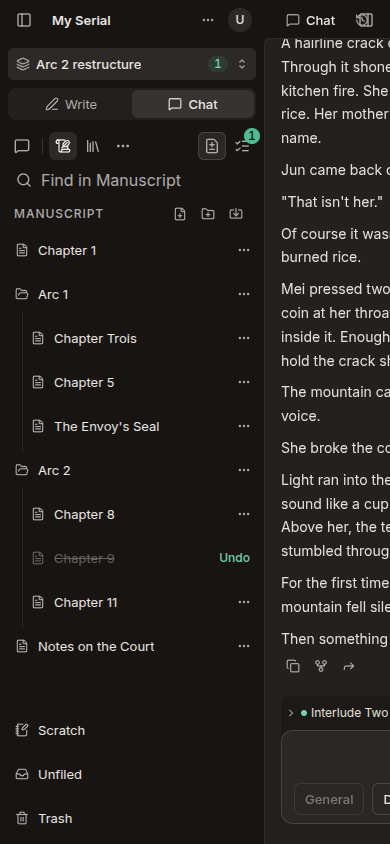 My Serial
U
Chat
Arc 2 restructure
1
Write
Chat
1
Find in Manuscript
MANUSCRIPT
Chapter 1
Arc 1
Chapter Trois
Chapter 5
The Envoy's Seal
Arc 2
Chapter 8
Chapter 9
Undo
Chapter 11
Notes on the Court
Scratch
Unfiled
Trash
A hairline crack
Through it shone
kitchen fire. She
rice. Her mother
name.
Jun came back
"That isn't her."
Of course it was
burned rice.
Mei pressed two
coin at her throa
inside it. Enough
hold the crack sh
The mountain ca
voice.
She broke the co
Light ran into the
sound like a cup
Above her, the te
stumbled throug
For the first time
mountain fell sile
Then something
Interlude Two
General
D